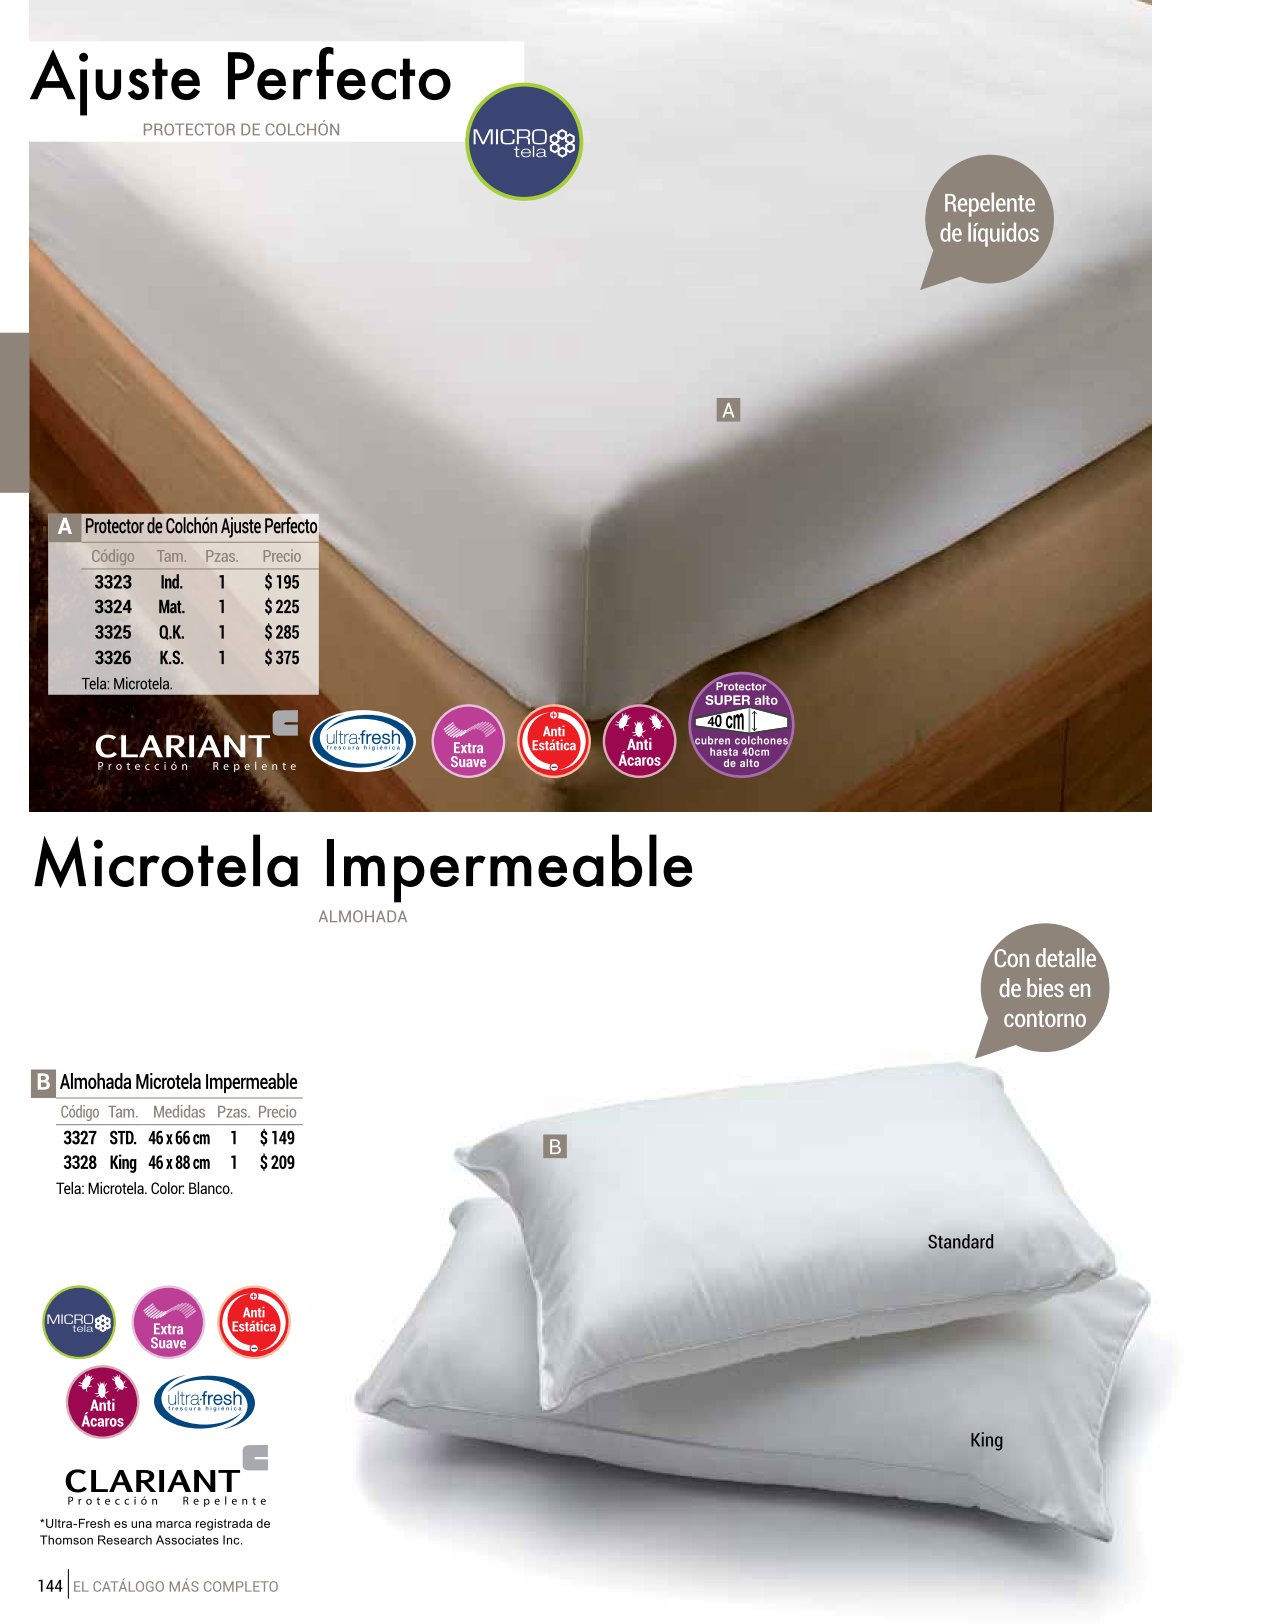 Ajuste Perfecto
PROTECTOR DE COLCHÓN
MICRO
tela
Repelente
de líquidos
A
A Protector de Colchón Ajuste Perfecto
Código Tam. Pzas. Precio
3323 Ind. 1 $ 195
3324 Mat. 1 $ 225
3325 Q.K. 1 $ 285
3326 K.S. 1 $ 375
Tela: Microtela.
CLARIANT
Protección Repelente
ultra-fresh
frescura higiénica
Extra
Suave
Anti
Estática
Anti
Ácaros
Protector
SUPER alto
40 cm
cubren colchones
hasta 40cm
de alto
Microtela Impermeable
ALMOHADA
Con detalle
de bies en
contorno
B Almohada Microtela Impermeable
Código Tam. Medidas Pzas. Precio
3327 STD. 46 x 66 cm 1 $ 149
3328 King 46 x 88 cm 1 $ 209
Tela: Microtela. Color: Blanco.
B
Standard
King
MICRO
tela
Extra
Suave
Anti
Estática
Anti
Ácaros
ultra-fresh
frescura higiénica
CLARIANT
Protección Repelente
*Ultra-Fresh es una marca registrada de
Thomson Research Associates Inc.
144 EL CATÁLOGO MÁS COMPLETO